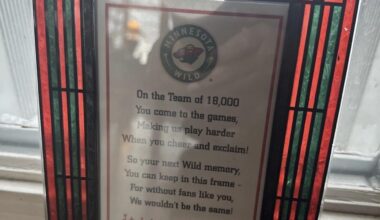 MINNESOTA
WILD
On the Team of 18,000
You come to the games,
Making us play harder
When you cheer and exclaim!
So your next Wild memory,
You can keep in this frame -
For without fans like you,
We wouldn't be the same!